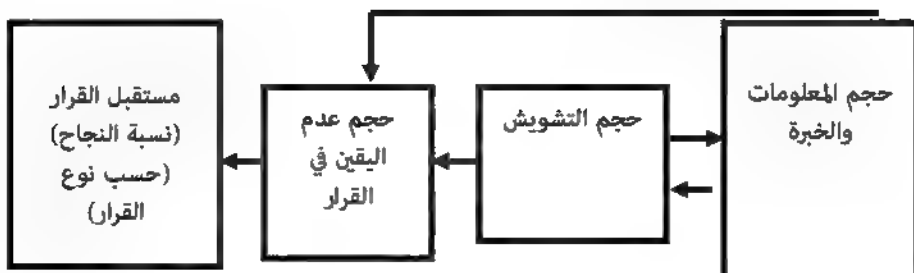 حجم المعلومات
والخبرة
حجم التشويش
حجم عدم
اليقين في
القرار
مستقبل القرار
(نسبة النجاح)
(حسب نوع
القرار)